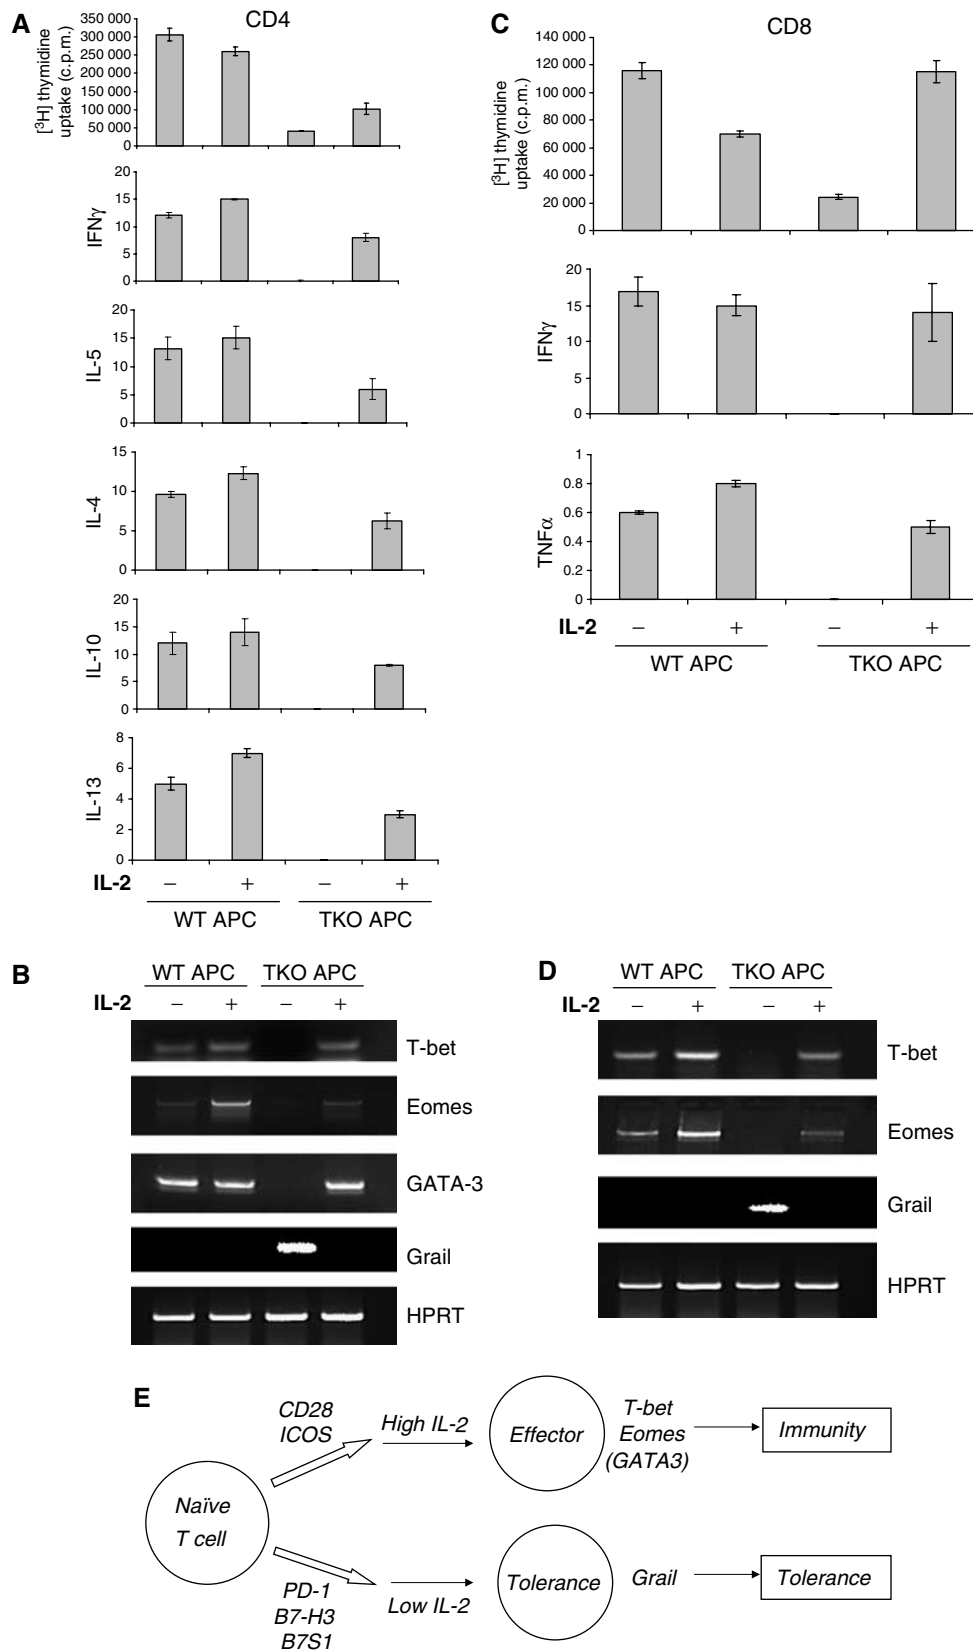 A
CD4
[³H] thymidine
uptake (c.p.m.)
350 000
300 000
250 000
200 000
150 000
100 000
50 000
0
IFNγ
20
15
10
5
0
IL-5
20
15
10
5
0
IL-4
15
10
5
0
IL-10
20
15
10
5
0
IL-13
8
6
4
2
0
IL-2 – + – +
WT APC TKO APC
C
CD8
[³H] thymidine
uptake (c.p.m.)
140 000
120 000
100 000
80 000
60 000
40 000
20 000
0
IFNγ
20
15
10
5
0
TNFα
1
0.8
0.6
0.4
0.2
0
IL-2 – + – +
WT APC TKO APC
B
WT APC TKO APC
IL-2 – + – +
T-bet
Eomes
GATA-3
Grail
HPRT
D
WT APC TKO APC
IL-2 – + – +
T-bet
Eomes
Grail
HPRT
E
Naïve
T cell
CD28
ICOS
High IL-2
Effector
T-bet
Eomes
(GATA3)
Immunity
PD-1
B7-H3
B7S1
Low IL-2
Tolerance
Grail
Tolerance